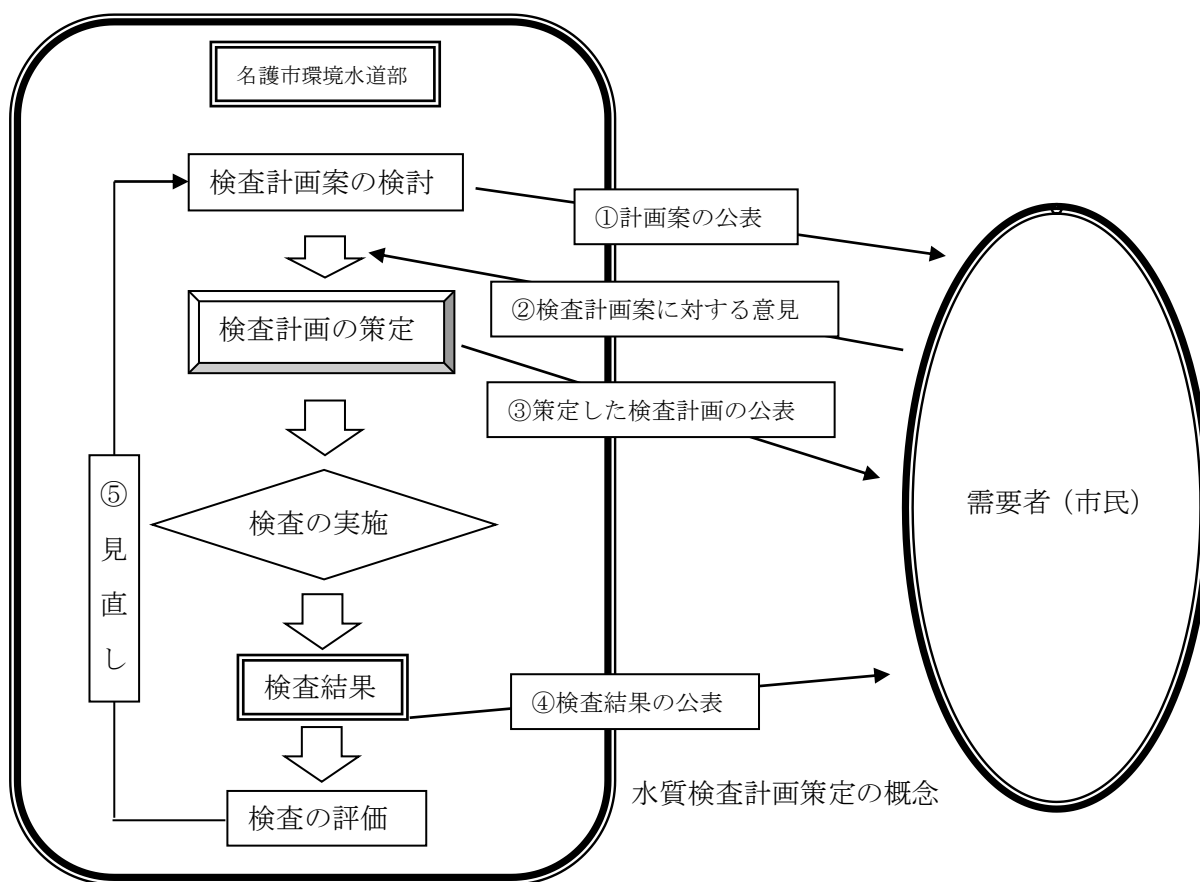 名護市環境水道部
検査計画案の検討
①計画案の公表
②検査計画案に対する意見
検査計画の策定
③策定した検査計画の公表
⑤見直し
検査の実施
需要者（市民）
検査結果
④検査結果の公表
水質検査計画策定の概念
検査の評価